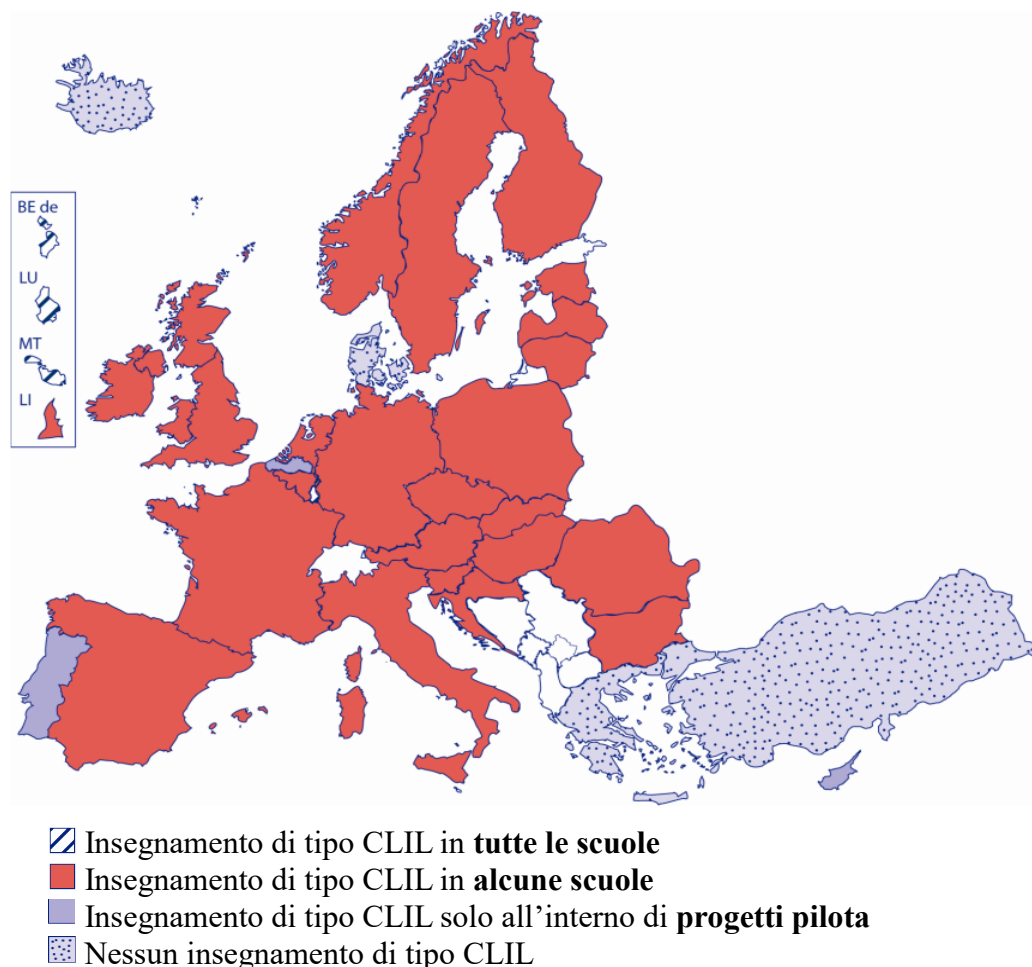 BE de
LU
MT
LI
Insegnamento di tipo CLIL in tutte le scuole
Insegnamento di tipo CLIL in alcune scuole
Insegnamento di tipo CLIL solo all’interno di progetti pilota
Nessun insegnamento di tipo CLIL